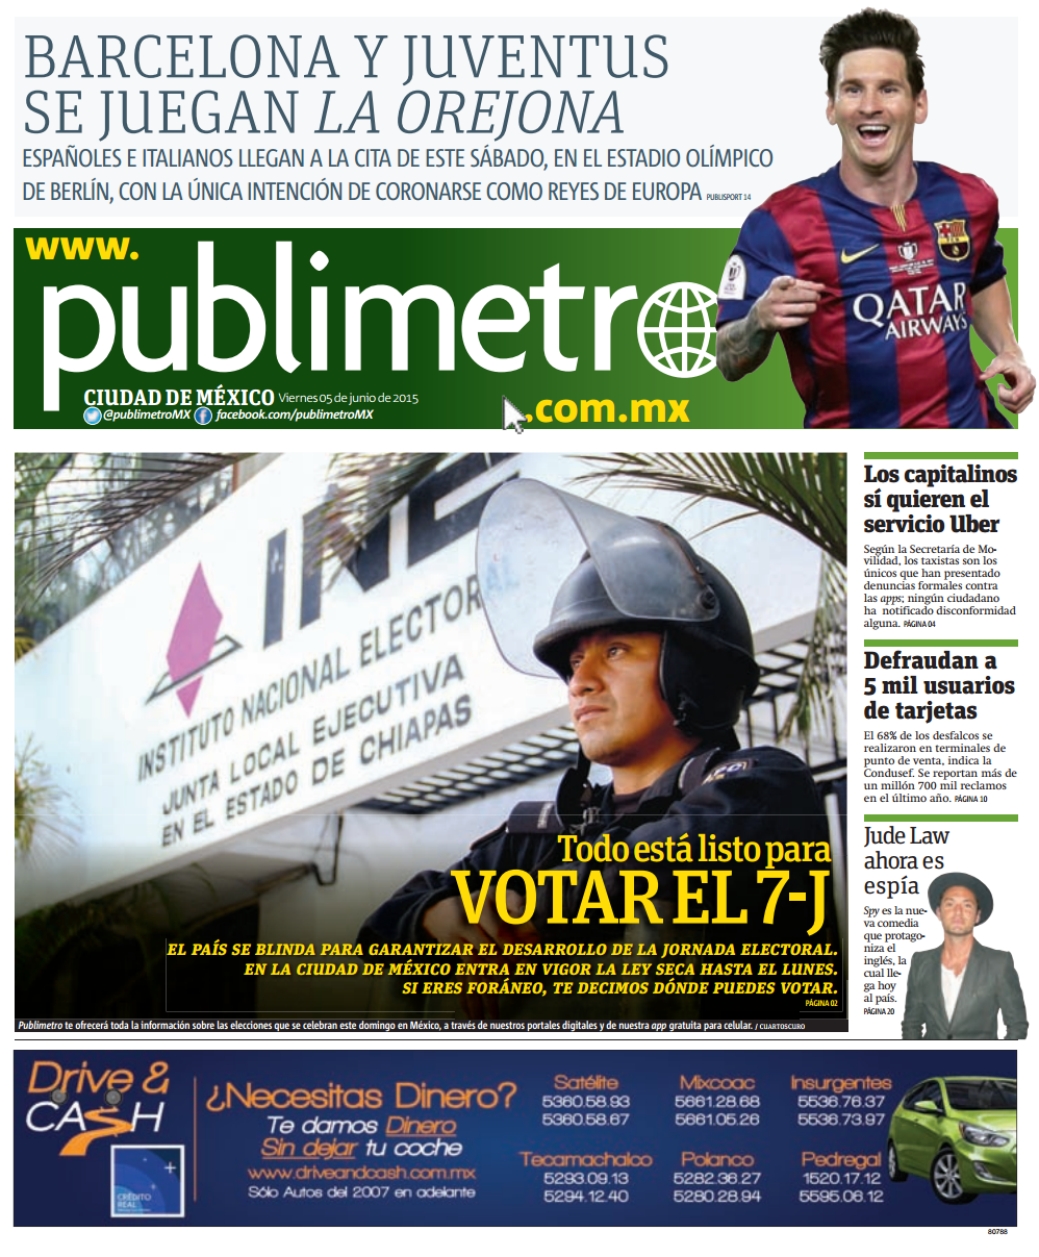 BARCELONA Y JUVENTUS
SE JUEGAN LA OREJONA
ESPAÑOLES E ITALIANOS LLEGAN A LA CITA DE ESTE SÁBADO, EN EL ESTADIO OLÍMPICO
DE BERLÍN, CON LA ÚNICA INTENCIÓN DE CORONARSE COMO REYES DE EUROPA PUBLISPORT 14
QATAR
AIRWAYS
www.
publimetro
.com.mx
CIUDAD DE MÉXICO Viernes 05 de junio de 2015
@publimetroMX facebook.com/publimetroMX
INE
INSTITUTO NACIONAL ELECTOR
JUNTA LOCAL EJECUTIVA
EN EL ESTADO DE CHIAPAS
Todo está listo para
VOTAR EL 7-J
EL PAÍS SE BLINDA PARA GARANTIZAR EL DESARROLLO DE LA JORNADA ELECTORAL.
EN LA CIUDAD DE MÉXICO ENTRA EN VIGOR LA LEY SECA HASTA EL LUNES.
SI ERES FORÁNEO, TE DECIMOS DÓNDE PUEDES VOTAR.
PÁGINA 02
Publimetro te ofrecerá toda la información sobre las elecciones que se celebran este domingo en México, a través de nuestros portales digitales y de nuestra app gratuita para celular. / CUARTOSCURO
Los capitalinos
sí quieren el
servicio Uber
Según la Secretaría de Mo-
vilidad, los taxistas son los
únicos que han presentado
denuncias formales contra
las apps; ningún ciudadano
ha notificado disconformidad
alguna. PÁGINA 04
Defraudan a
5 mil usuarios
de tarjetas
El 68% de los desfalcos se
realizaron en terminales de
punto de venta, indica la
Condusef. Se reportan más de
un millón 700 mil reclamos
en el último año. PÁGINA 10
Jude Law
ahora es
espía
Spy es la nue-
va comedia
que protago-
niza el
inglés, la
cual lle-
ga hoy
al país.
PÁGINA 20
Drive &
CASH
CRÉDITO
REAL
¿Necesitas Dinero?
Te damos Dinero
Sin dejar tu coche
www.driveandcash.com.mx
Sólo Autos del 2007 en adelante
Satélite
5360.58.93
5360.58.67
Mixcoac
5661.28.68
5661.05.26
Insurgentes
5536.76.37
5536.73.97
Tecamachalco
5293.09.13
5294.12.40
Polanco
5282.36.27
5280.28.94
Pedregal
1520.17.12
5595.06.12
80788